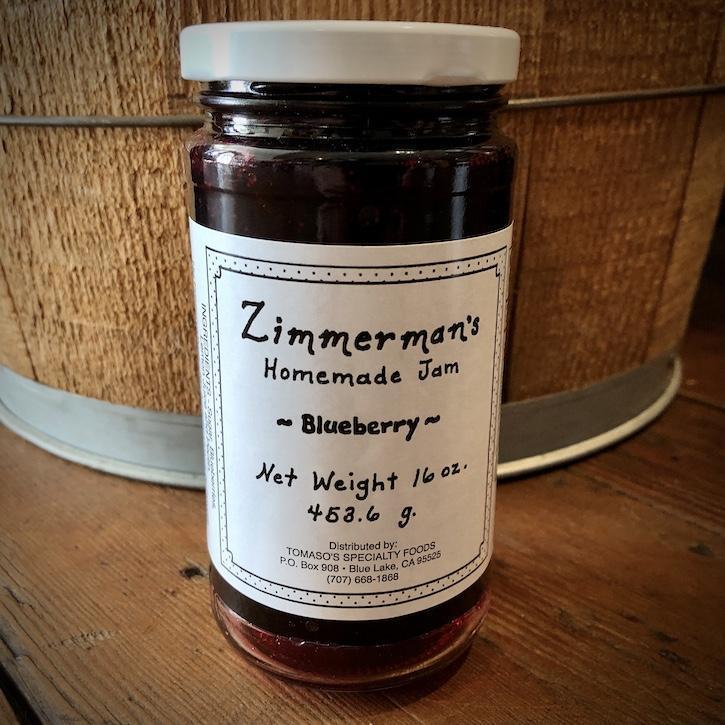 Zimmerman's
Homemade Jam
~ Blueberry ~
Net Weight 16 oz.
453.6 g.
Distributed by:
TOMASO'S SPECIALTY FOODS
P.O. Box 908 • Blue Lake, CA 95525
(707) 668-1868
INGREDIENTS: